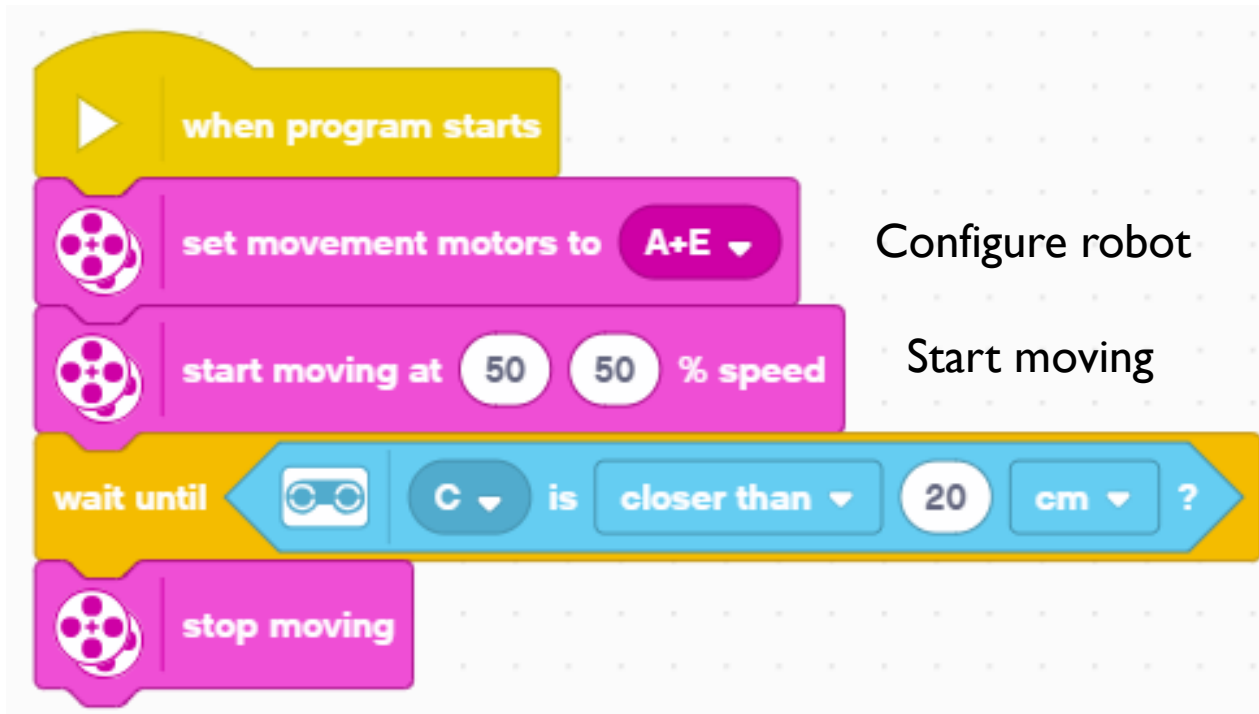 when program starts
set movement motors to A+E
Configure robot
start moving at 50 50 % speed
Start moving
wait until C is closer than 20 cm ?
stop moving